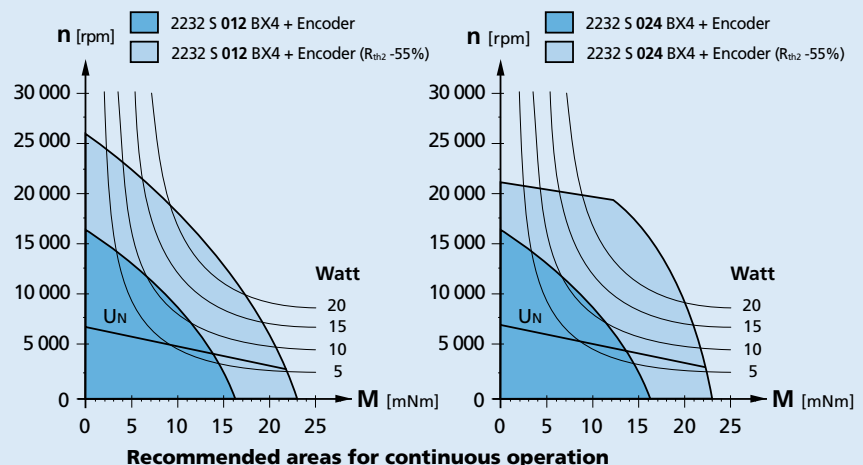 n [rpm]
2232 S 012 BX4 + Encoder
2232 S 012 BX4 + Encoder (Rth2 -55%)
30 000
25 000
20 000
15 000
10 000
5 000
0
UN
Watt
20
15
10
5
0 5 10 15 20 25 M [mNm]
n [rpm]
2232 S 024 BX4 + Encoder
2232 S 024 BX4 + Encoder (Rth2 -55%)
30 000
25 000
20 000
15 000
10 000
5 000
0
UN
Watt
20
15
10
5
0 5 10 15 20 25 M [mNm]
Recommended areas for continuous operation